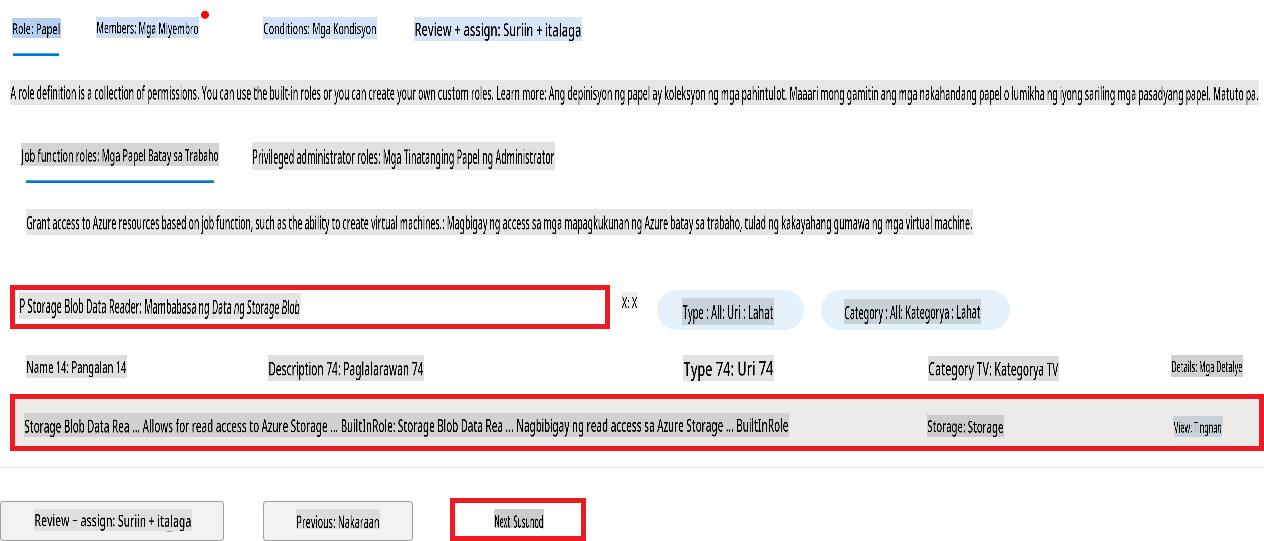 Role: Papel Members: Mga Miyembro Conditions: Mga Kondisyon Review + assign: Suriin + italaga
A role definition is a collection of permissions. You can use the built-in roles or you can create your own custom roles. Learn more: Ang depinisyon ng papel ay koleksyon ng mga pahintulot. Maaari mong gamitin ang mga nakahandang papel o lumikha ng iyong sariling mga pasadyang papel. Matuto pa.
Job function roles: Mga Papel Batay sa Trabaho Privileged administrator roles: Mga Tinatanging Papel ng Administrator
Grant access to Azure resources based on job function, such as the ability to create virtual machines.: Magbigay ng access sa mga mapagkukunan ng Azure batay sa trabaho, tulad ng kakayahang gumawa ng mga virtual machine.
P Storage Blob Data Reader: Mambabasa ng Data ng Storage Blob X: X Type : All: Uri : Lahat Category : All: Kategorya : Lahat
Name 14: Pangalan 14 Description 74: Paglalarawan 74 Type 74: Uri 74 Category TV: Kategorya TV Details: Mga Detalye
Storage Blob Data Rea ... Allows for read access to Azure Storage ... BuiltInRole: Storage Blob Data Rea ... Nagbibigay ng read access sa Azure Storage ... BuiltInRole Storage: Storage View: Tingnan
Review − assign: Suriin + italaga Previous: Nakaraan Next: Susunod